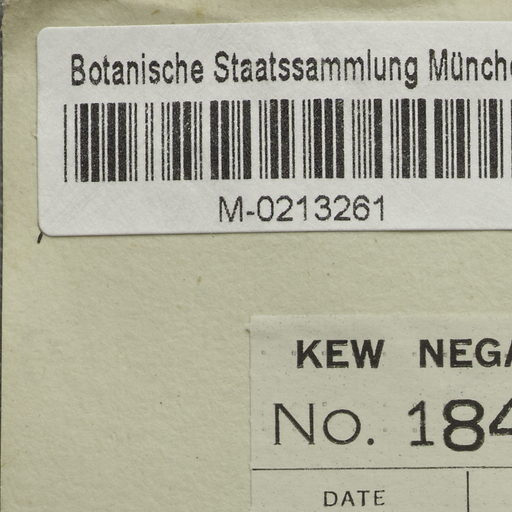 Botanische Staatssammlung Münch
M-0213261
KEW NEGA
No. 184
DATE